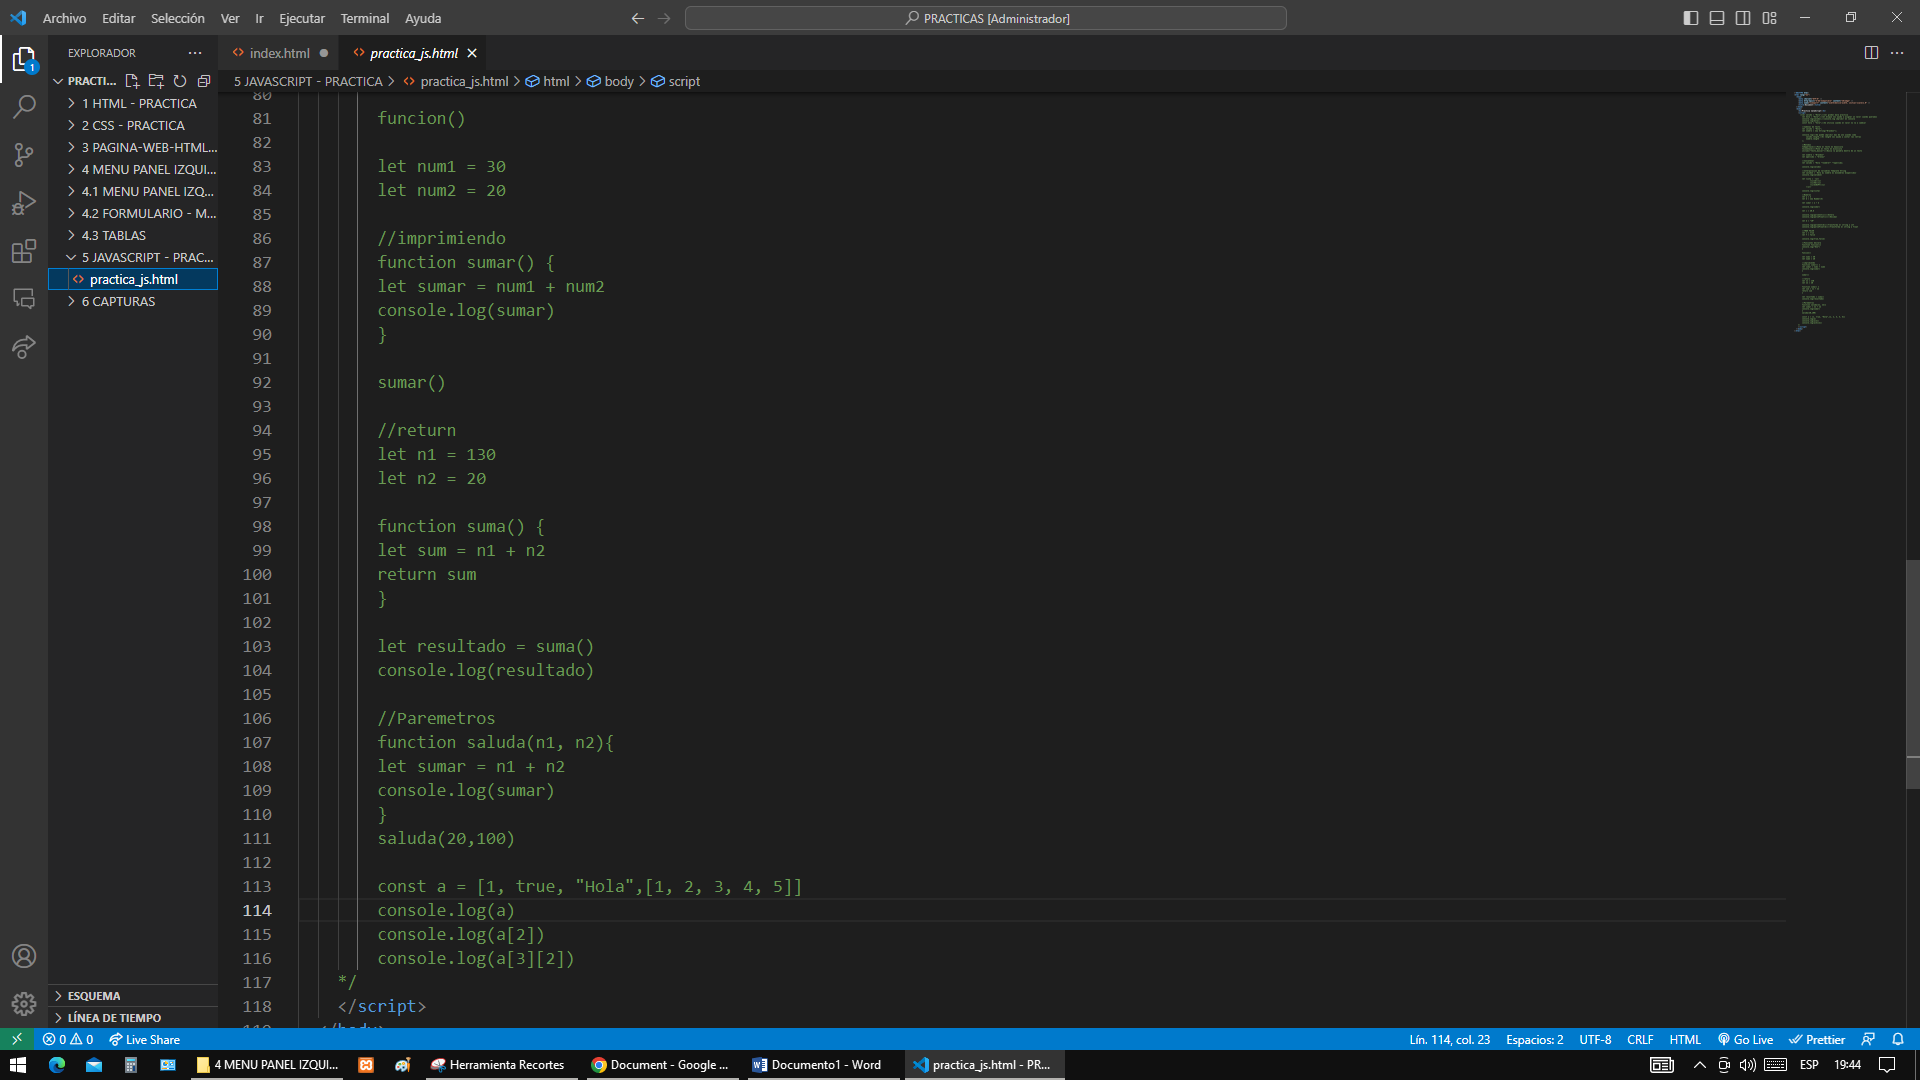 Archivo Editar Selección Ver Ir Ejecutar Terminal Ayuda
PRACTICAS [Administrador]
EXPLORADOR
index.html
practica_js.html
PRACTI...
5 JAVASCRIPT - PRACTICA > practica_js.html > html > body > script
1 HTML - PRACTICA
2 CSS - PRACTICA
3 PAGINA-WEB-HTML...
4 MENU PANEL IZQUI...
4.1 MENU PANEL IZQ...
4.2 FORMULARIO - M...
4.3 TABLAS
5 JAVASCRIPT - PRAC...
practica_js.html
6 CAPTURAS
1
ESQUEMA
LÍNEA DE TIEMPO
80
81 funcion()
82
83 let num1 = 30
84 let num2 = 20
85
86 //imprimiendo
87 function sumar() {
88 let sumar = num1 + num2
89 console.log(sumar)
90 }
91
92 sumar()
93
94 //return
95 let n1 = 130
96 let n2 = 20
97
98 function suma() {
99 let sum = n1 + n2
100 return sum
101 }
102
103 let resultado = suma()
104 console.log(resultado)
105
106 //Paremetros
107 function saluda(n1, n2){
108 let sumar = n1 + n2
109 console.log(sumar)
110 }
111 saluda(20,100)
112
113 const a = [1, true, "Hola",[1, 2, 3, 4, 5]]
114 console.log(a)
115 console.log(a[2])
116 console.log(a[3][2])
117 */
118 </script>
119 </body>
0 0 Live Share
Lín. 114, col. 23 Espacios: 2 UTF-8 CRLF HTML Go Live Prettier
4 MENU PANEL IZQUI...
Herramienta Recortes
Document - Google ...
Documento1 - Word
practica_js.html - PR...
ESP 19:44